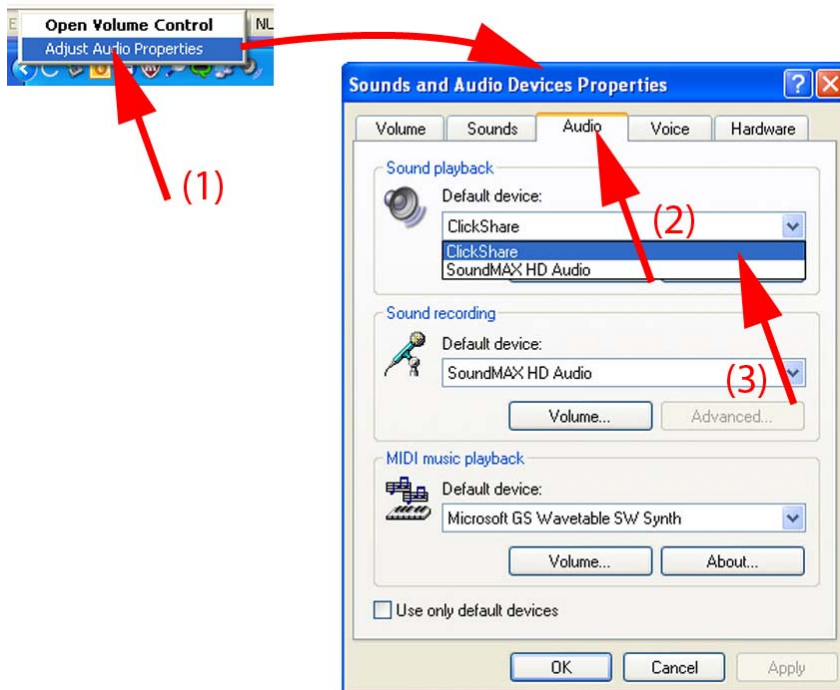 E
Open Volume Control
NL
Adjust Audio Properties
(1)
Sounds and Audio Devices Properties
Volume
Sounds
Audio
Voice
Hardware
Sound playback
Default device:
ClickShare
(2)
ClickShare
SoundMAX HD Audio
Sound recording
Default device:
SoundMAX HD Audio
(3)
Volume...
Advanced...
MIDI music playback
Default device:
Microsoft GS Wavetable SW Synth
Volume...
About...
Use only default devices
OK
Cancel
Apply